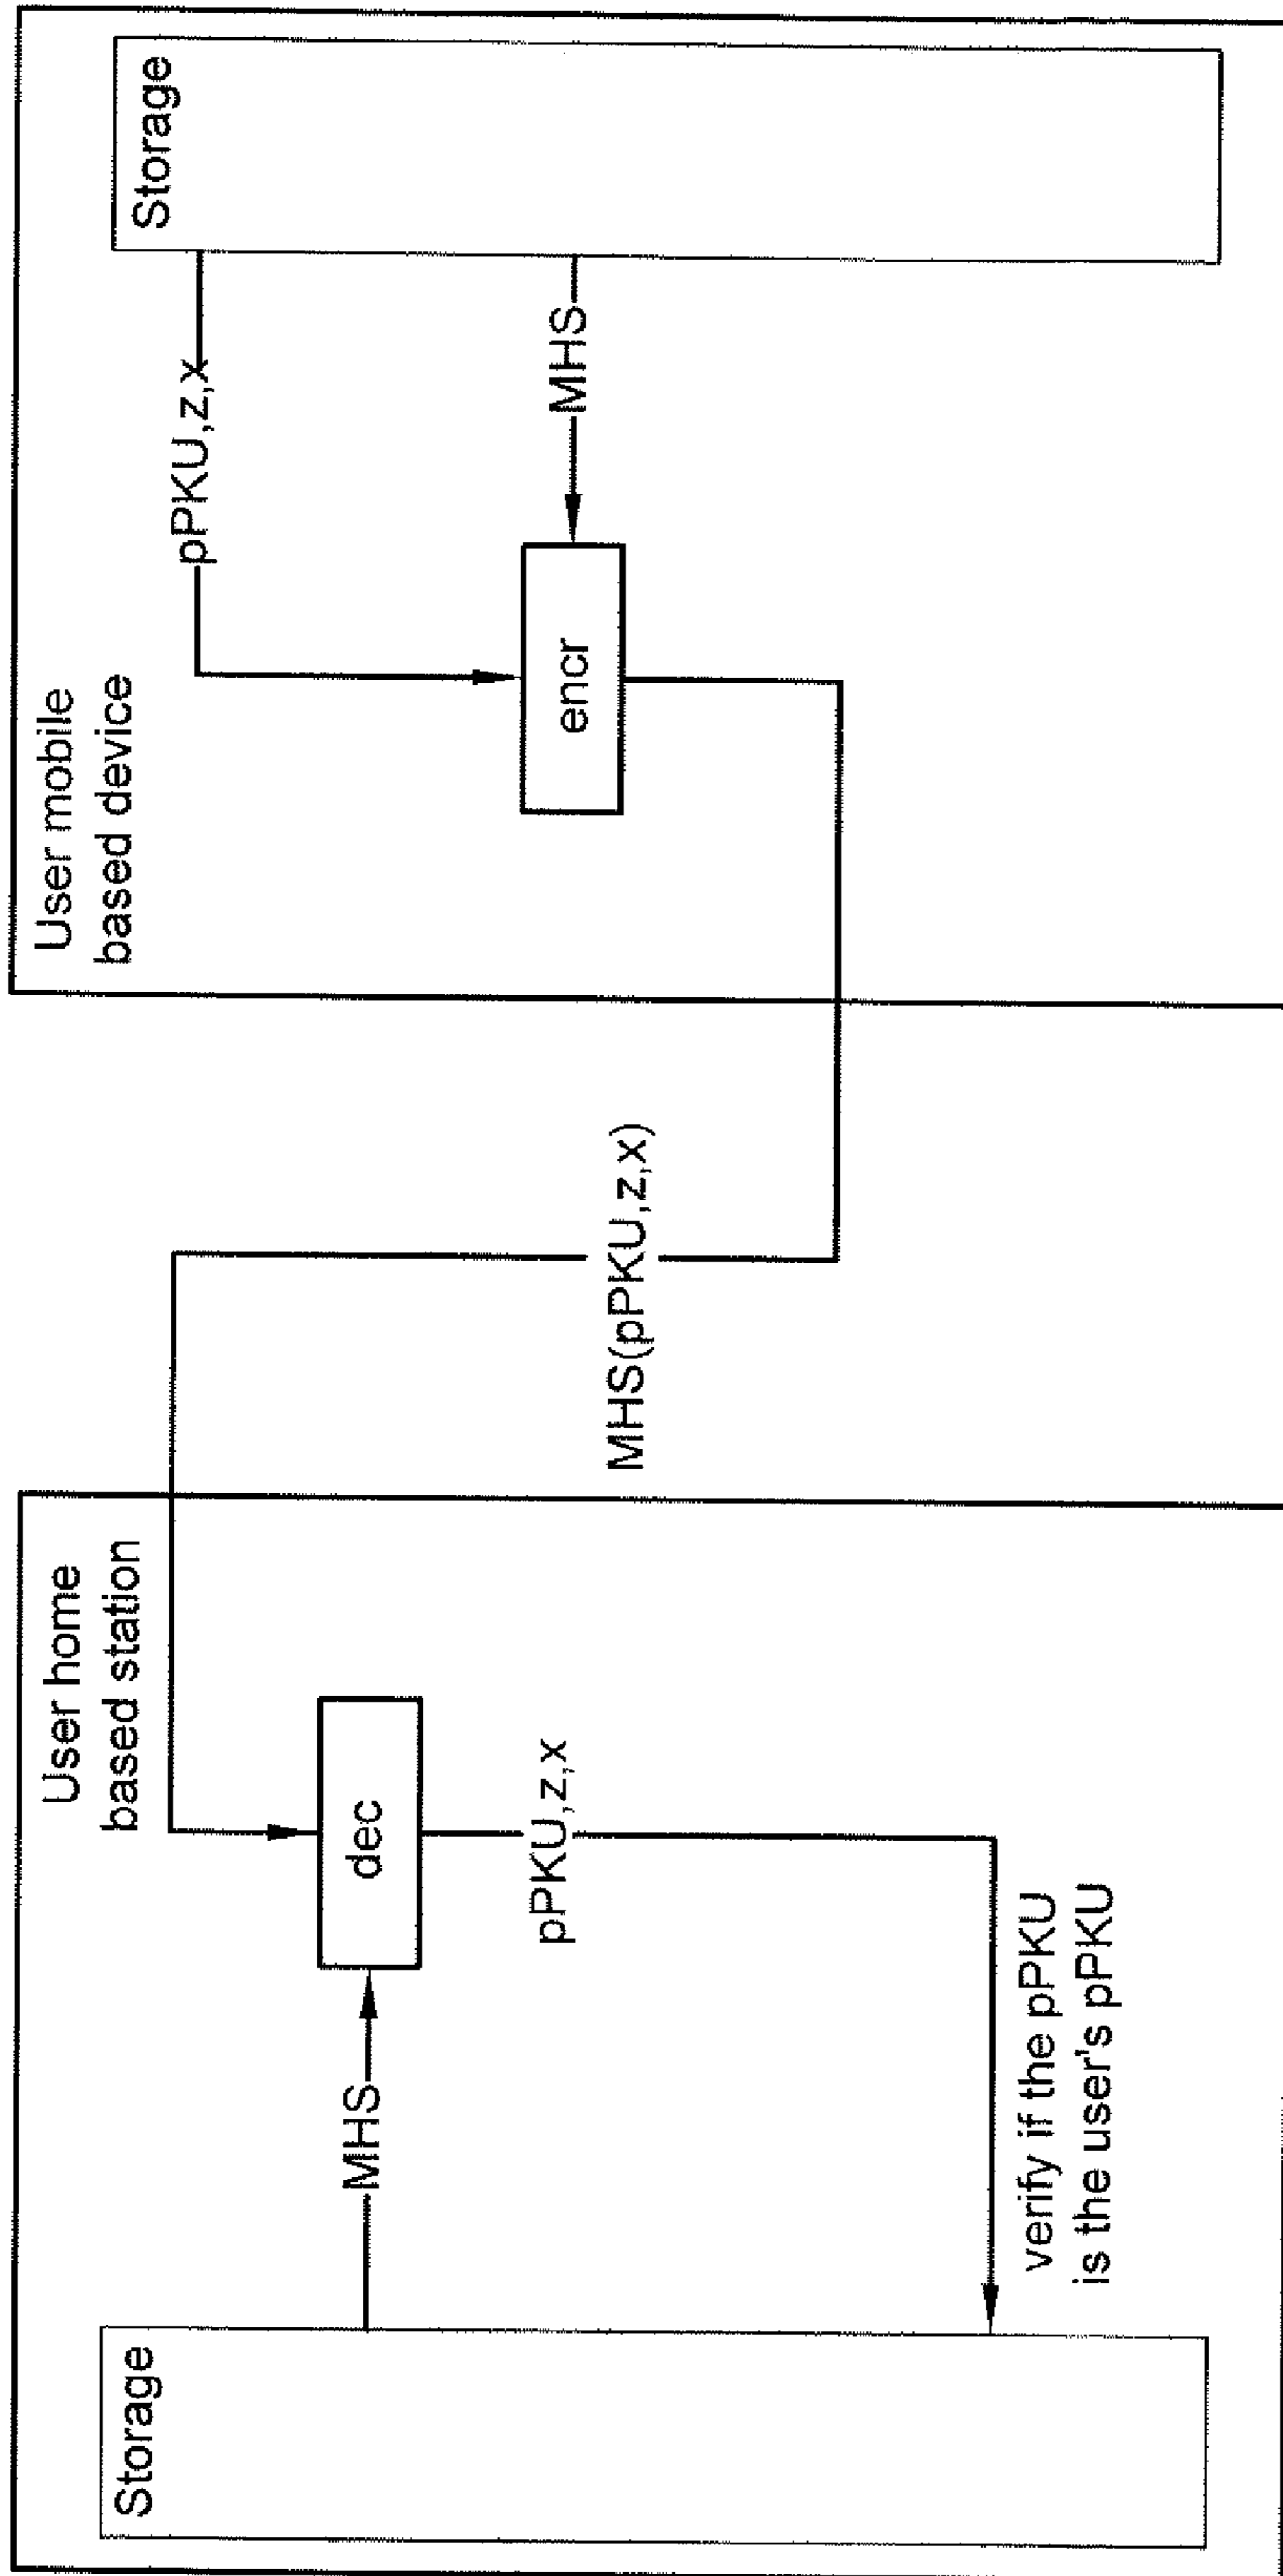 User home
based station
Storage
MHS
dec
pPKU,z,x
verify if the pPKU
is the user's pPKU
MHS(pPKU,z,x)
User mobile
based device
Storage
pPKU,z,x
MHS
encr